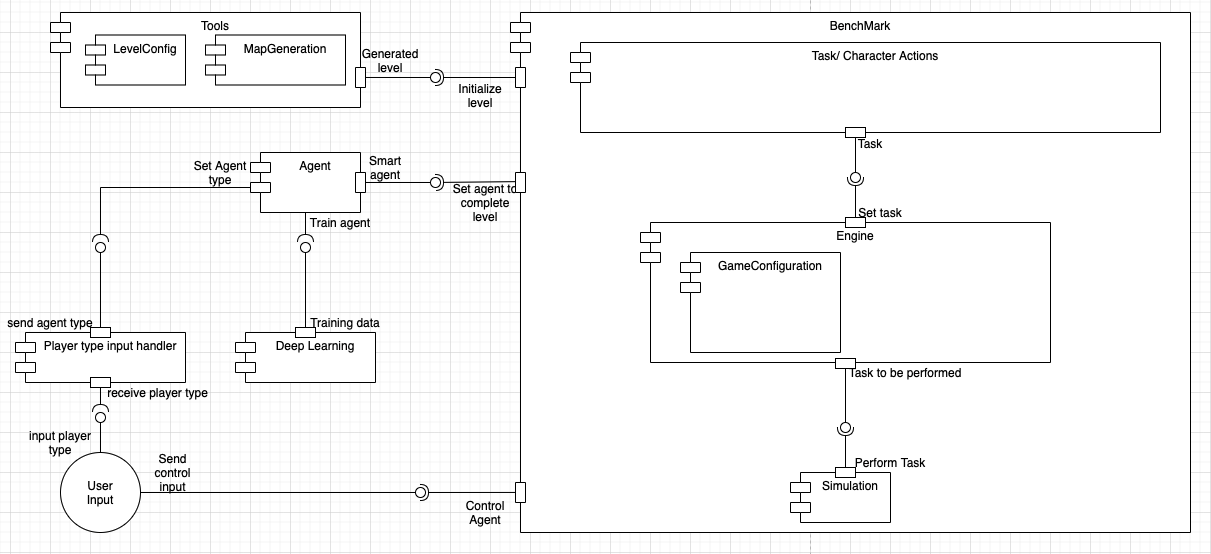 Tools
LevelConfig
MapGeneration
Generated
level
Initialize
level
BenchMark
Task/ Character Actions
Task
Set task
Engine
GameConfiguration
Task to be performed
Perform Task
Simulation
Set Agent
type
Agent
Smart
agent
Set agent to
complete
level
Train agent
send agent type
Player type input handler
receive player type
Training data
Deep Learning
input player
type
User
Input
Send
control
input
Control
Agent